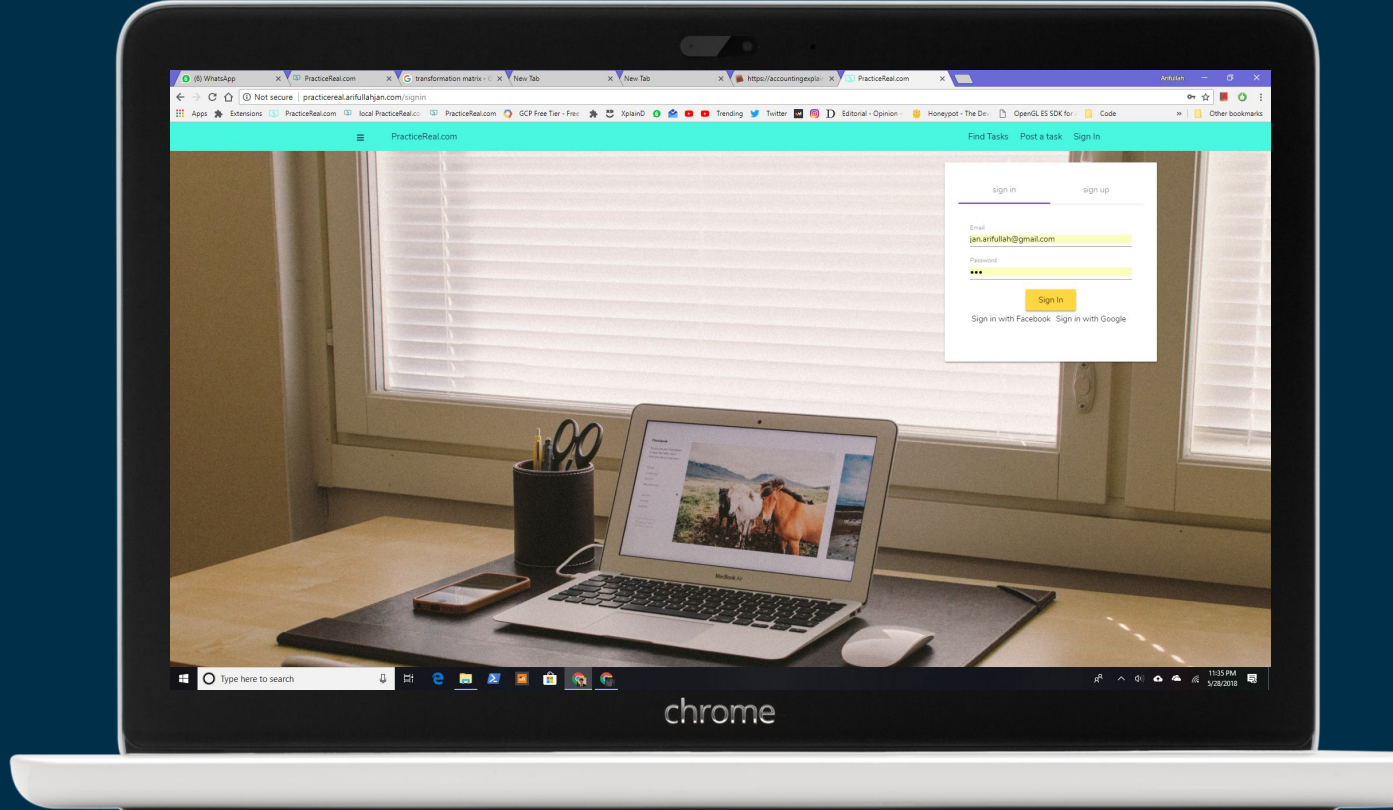 (6) WhatsApp
PracticeReal.com
transformation matrix - G
New Tab
New Tab
https://accountingexplai
PracticeReal.com
Arifullah
Not secure | practicereal.arifullahjan.com/signin
Apps Extensions PracticeReal.com local PracticeReal.co PracticeReal.com GCP Free Tier - Free XplainD Trending Twitter Editorial - Opinion - Honeypot - The Dev OpenGL ES SDK for Code » Other bookmarks
PracticeReal.com Find Tasks Post a task Sign In
sign in sign up
Email
jan.arifullah@gmail.com
Password
•••
Sign In
Sign in with Facebook Sign in with Google
MacBook Air
Type here to search
11:35 PM
5/28/2018
chrome